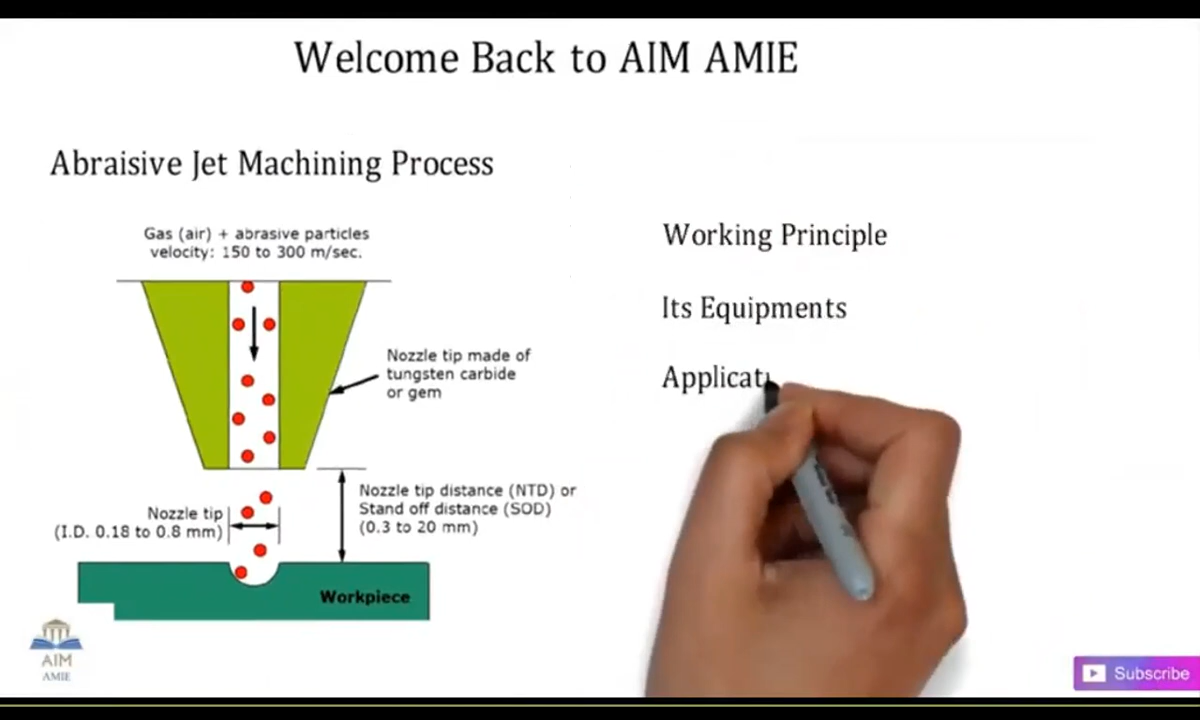 Welcome Back to AIM AMIE
Abraisive Jet Machining Process
Gas (air) + abrasive particles
velocity: 150 to 300 m/sec.
Nozzle tip made of
tungsten carbide
or gem
Nozzle tip distance (NTD) or
Stand off distance (SOD)
(0.3 to 20 mm)
Nozzle tip
(I.D. 0.18 to 0.8 mm)
Workpiece
AIM
AMIE
Working Principle
Its Equipments
Applicat
Subscribe